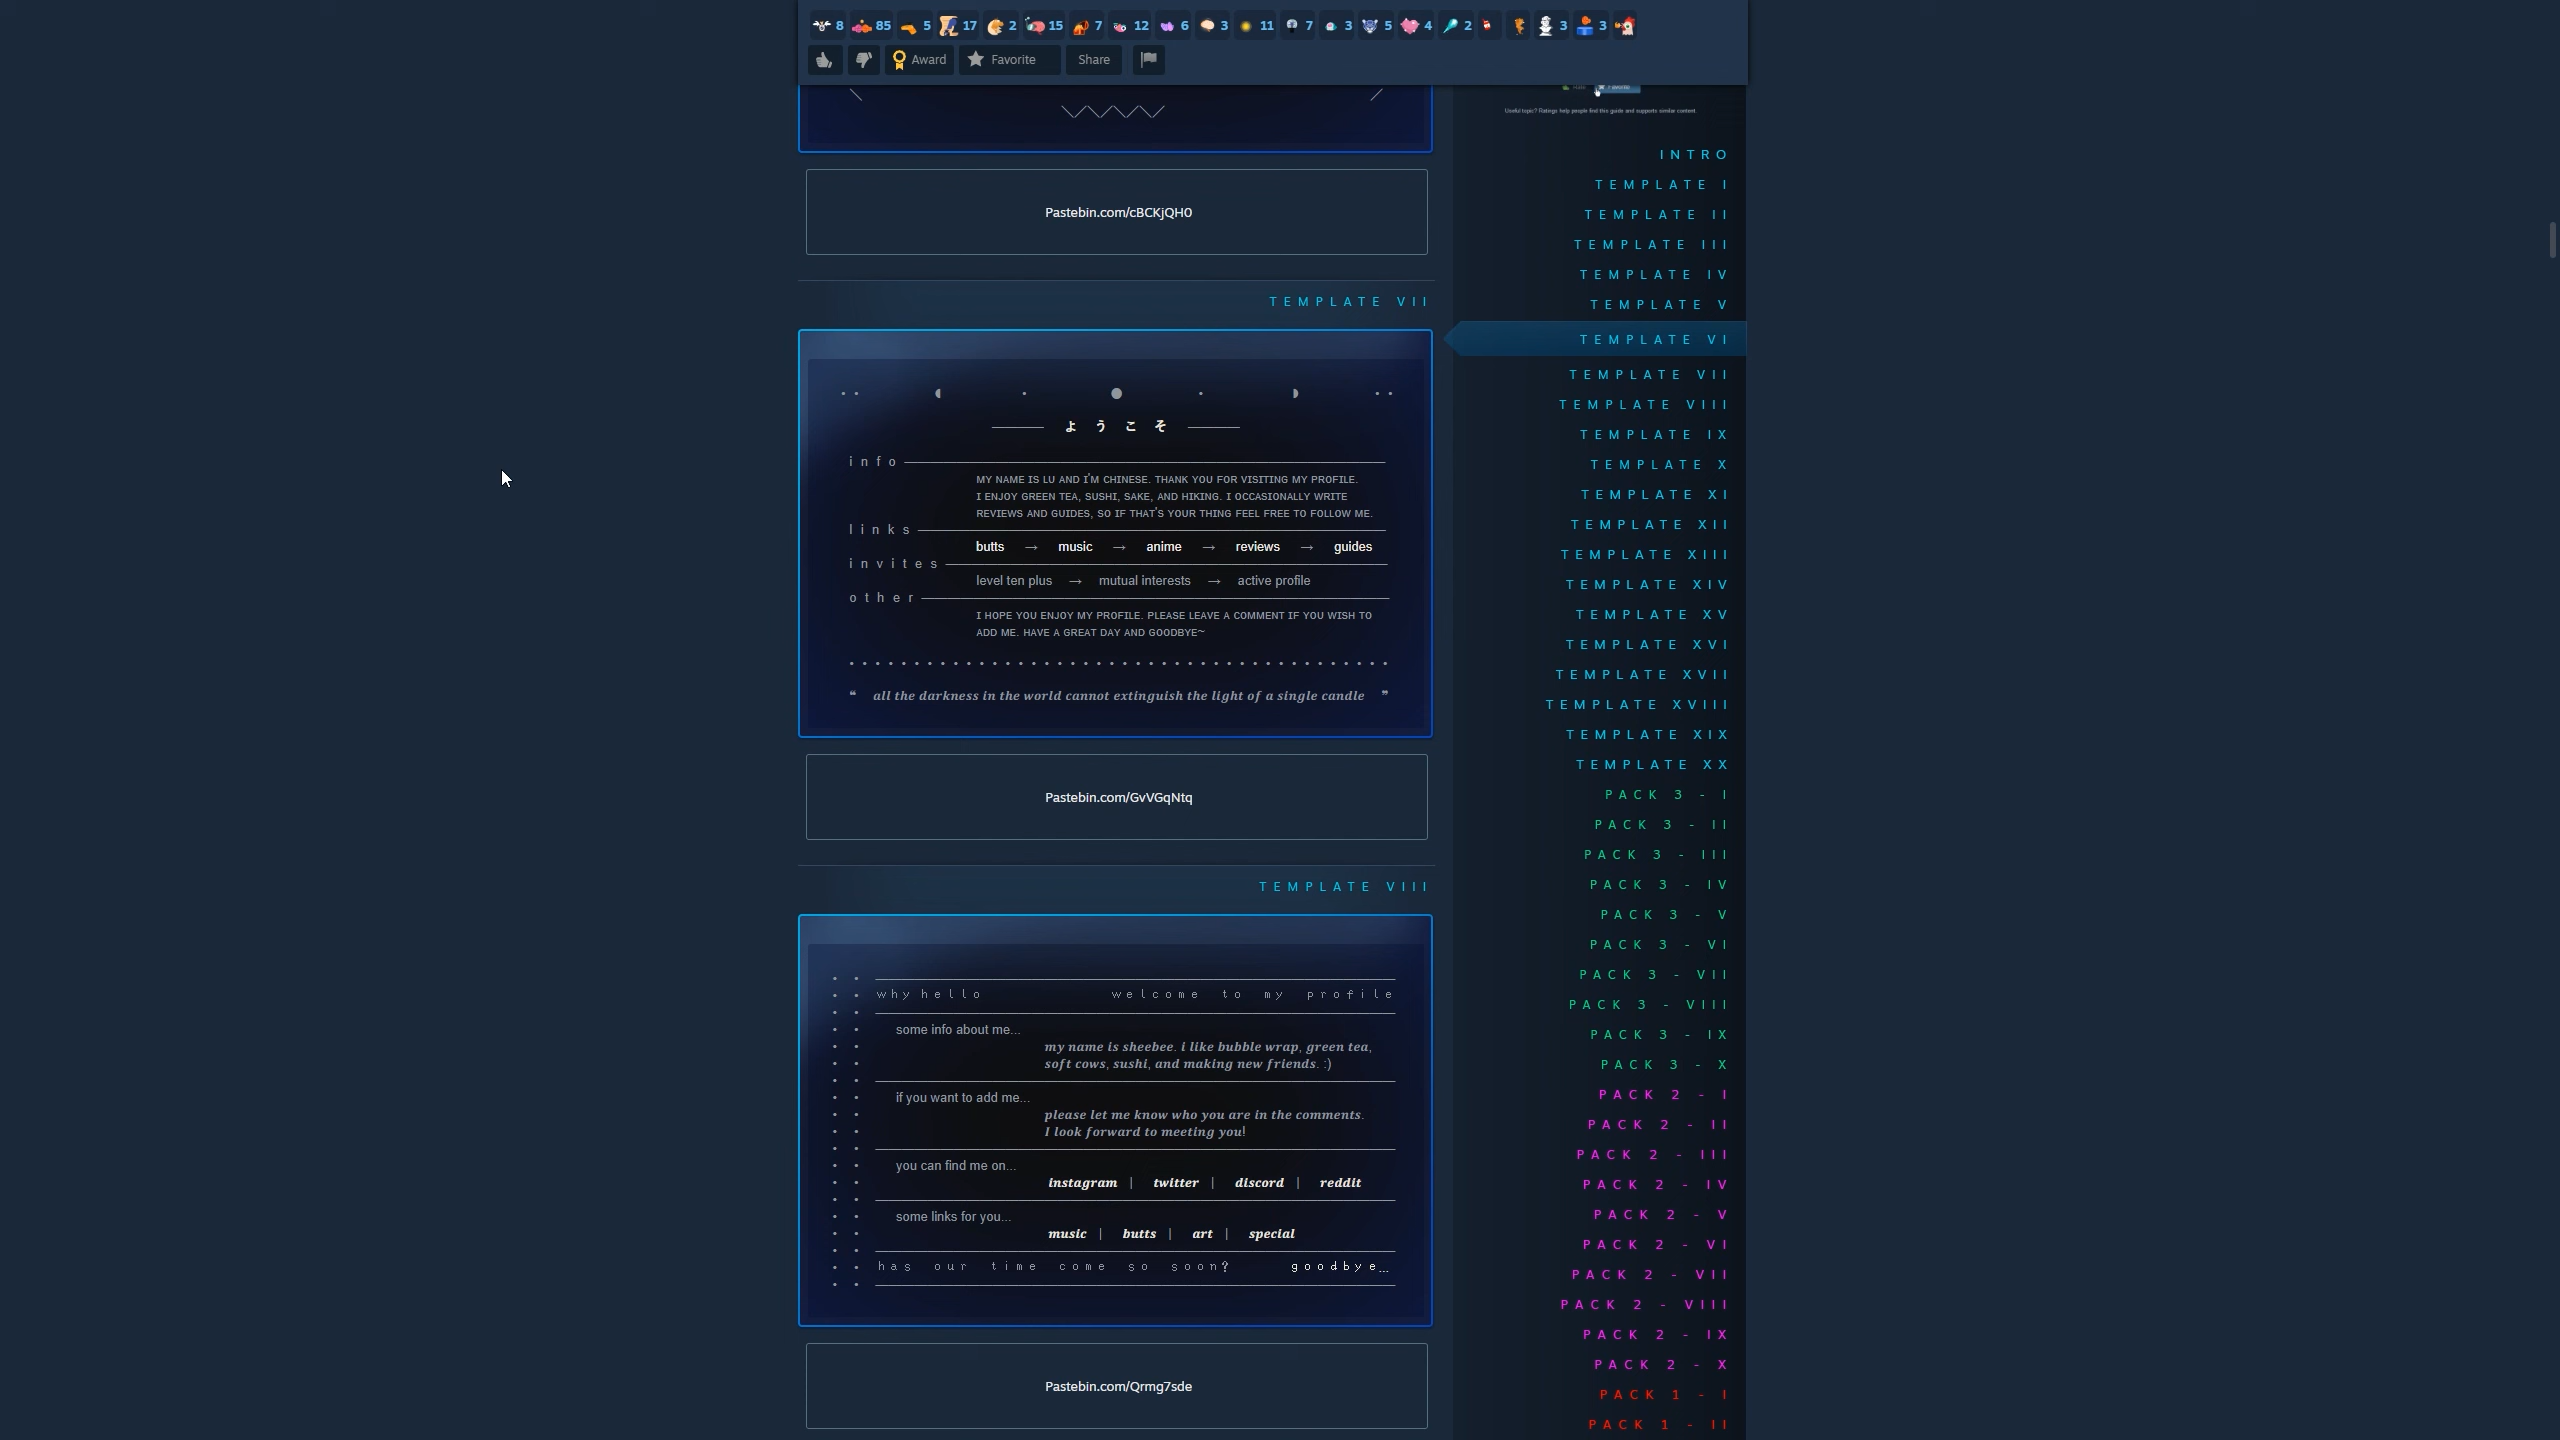 8 85 5 17 2 15 7 12 6 3 11 7 3 5 4 2 3 3
Award Favorite Share
Useful topic? Ratings help people find this guide and supports similar content.
Pastebin.com/cBCKjQH0
TEMPLATE VII
ようこそ
info
MY NAME IS LU AND I'M CHINESE. THANK YOU FOR VISITING MY PROFILE.
I ENJOY GREEN TEA, SUSHI, SAKE, AND HIKING. I OCCASIONALLY WRITE
REVIEWS AND GUIDES, SO IF THAT'S YOUR THING FEEL FREE TO FOLLOW ME.
links
butts → music → anime → reviews → guides
invites
level ten plus → mutual interests → active profile
other
I HOPE YOU ENJOY MY PROFILE. PLEASE LEAVE A COMMENT IF YOU WISH TO
ADD ME. HAVE A GREAT DAY AND GOODBYE~
❝ all the darkness in the world cannot extinguish the light of a single candle ❞
Pastebin.com/GvVGqNtq
TEMPLATE VIII
why hello welcome to my profile
some info about me...
my name is sheebee. i like bubble wrap, green tea,
soft cows, sushi, and making new friends. :)
if you want to add me...
please let me know who you are in the comments.
I look forward to meeting you!
you can find me on...
instagram | twitter | discord | reddit
some links for you...
music | butts | art | special
has our time come so soon? goodbye...
Pastebin.com/Qrmg7sde
INTRO
TEMPLATE I
TEMPLATE II
TEMPLATE III
TEMPLATE IV
TEMPLATE V
TEMPLATE VI
TEMPLATE VII
TEMPLATE VIII
TEMPLATE IX
TEMPLATE X
TEMPLATE XI
TEMPLATE XII
TEMPLATE XIII
TEMPLATE XIV
TEMPLATE XV
TEMPLATE XVI
TEMPLATE XVII
TEMPLATE XVIII
TEMPLATE XIX
TEMPLATE XX
PACK 3 - I
PACK 3 - II
PACK 3 - III
PACK 3 - IV
PACK 3 - V
PACK 3 - VI
PACK 3 - VII
PACK 3 - VIII
PACK 3 - IX
PACK 3 - X
PACK 2 - I
PACK 2 - II
PACK 2 - III
PACK 2 - IV
PACK 2 - V
PACK 2 - VI
PACK 2 - VII
PACK 2 - VIII
PACK 2 - IX
PACK 2 - X
PACK 1 - I
PACK 1 - II